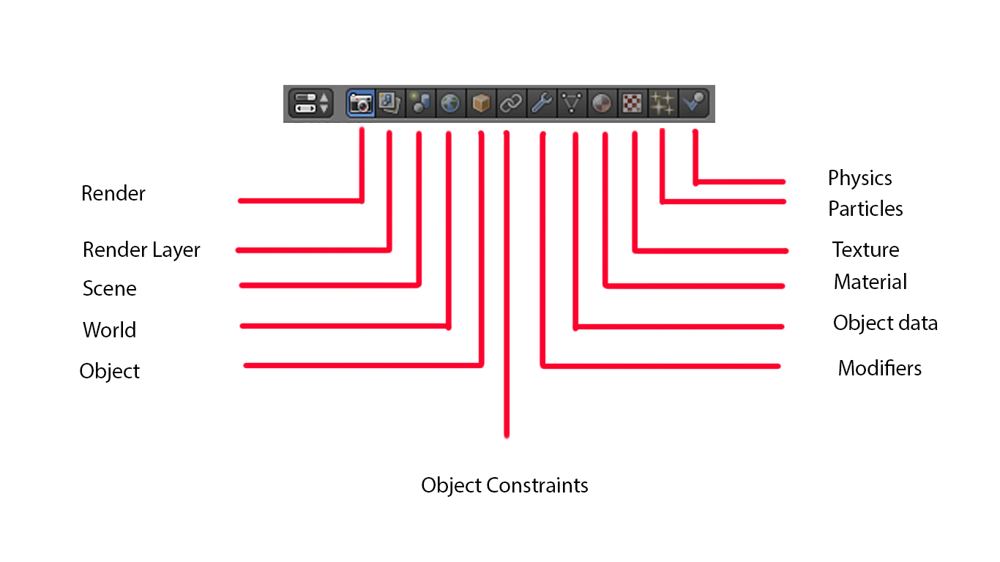 Render
Render Layer
Scene
World
Object
Object Constraints
Physics
Particles
Texture
Material
Object data
Modifiers